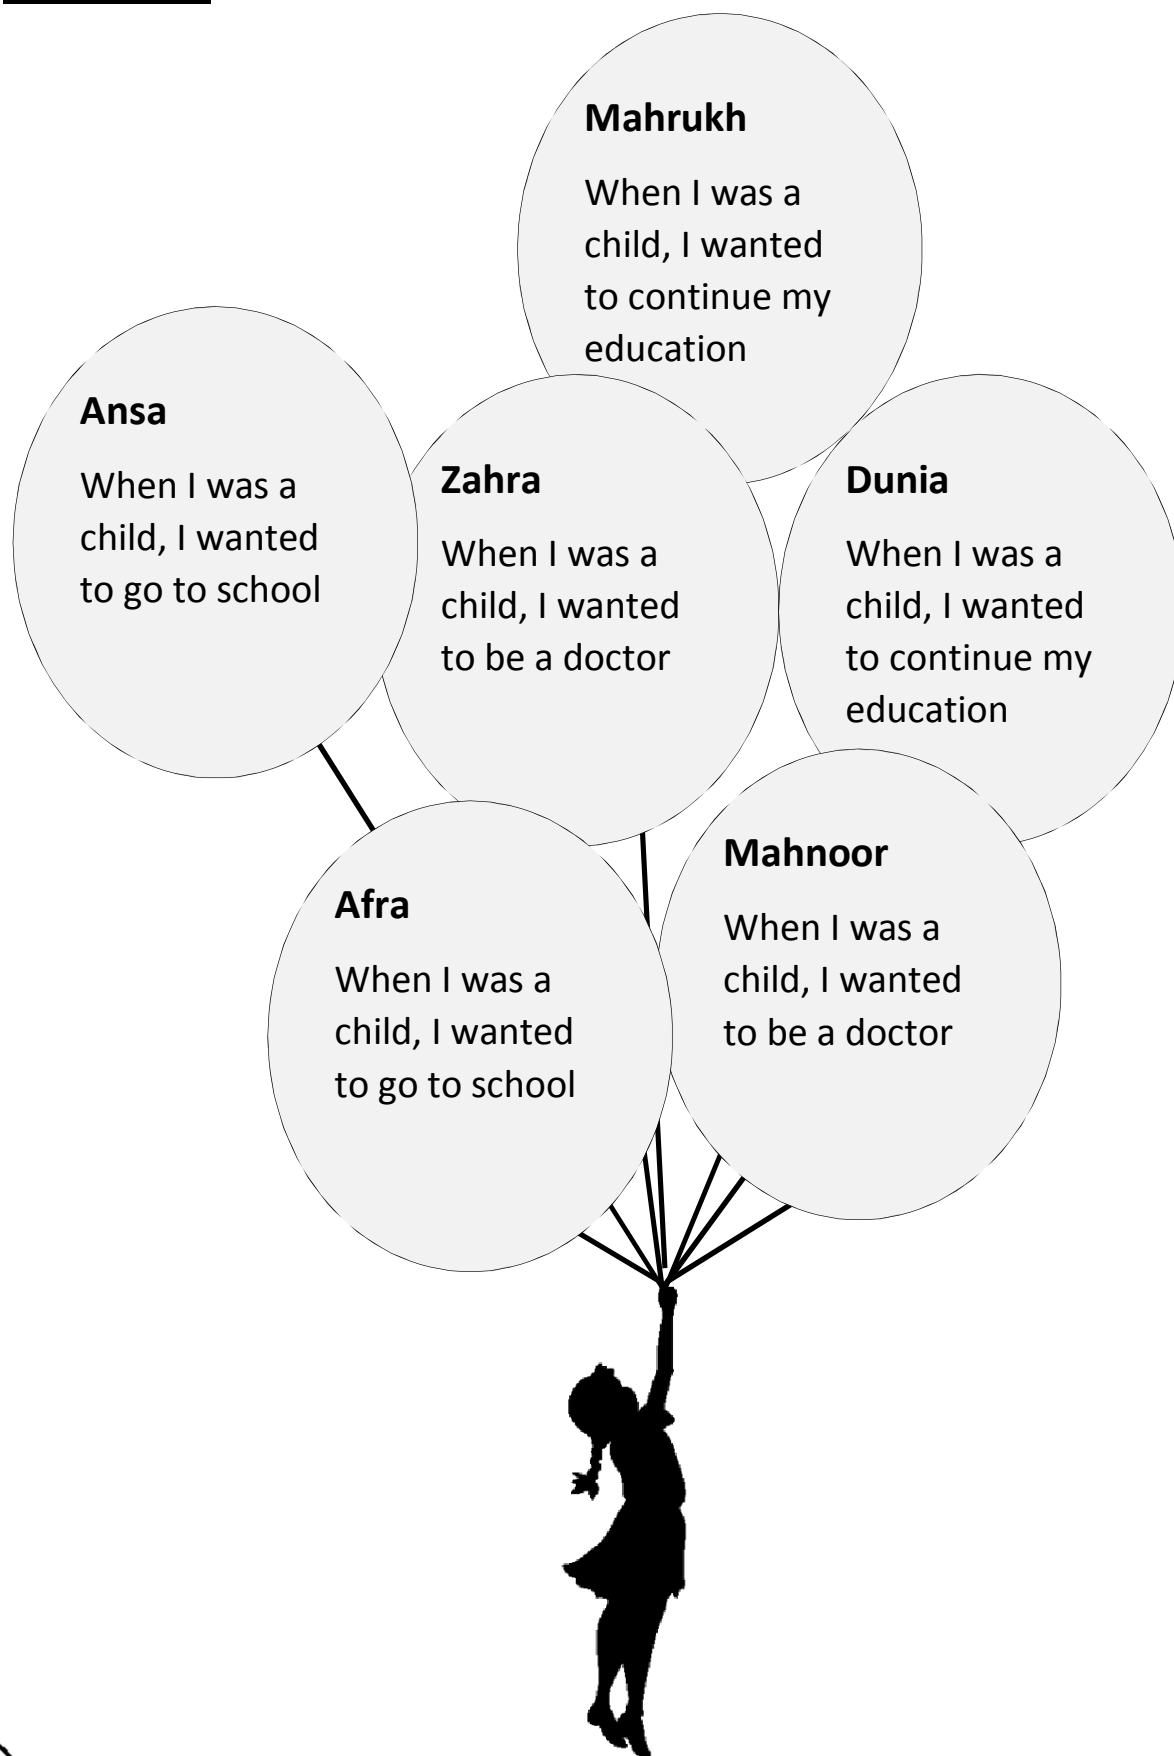 Mahrukh
When I was a
child, I wanted
to continue my
education
Ansa
When I was a
child, I wanted
to go to school
Zahra
When I was a
child, I wanted
to be a doctor
Dunia
When I was a
child, I wanted
to continue my
education
Afra
When I was a
child, I wanted
to go to school
Mahnoor
When I was a
child, I wanted
to be a doctor